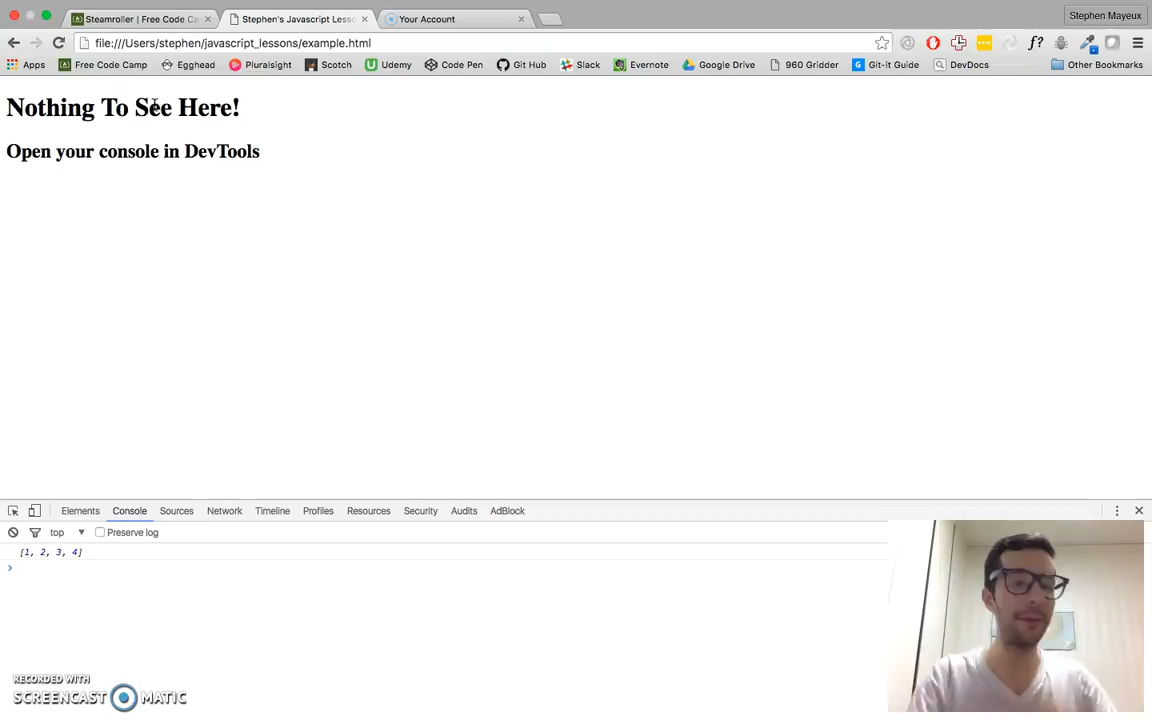 Steamroller | Free Code Ca
Stephen's Javascript Lesso
Your Account
Stephen Mayeux
file:///Users/stephen/javascript_lessons/example.html
f?
Apps
Free Code Camp
Egghead
Pluralsight
Scotch
Udemy
Code Pen
Git Hub
Slack
Evernote
Google Drive
960 Gridder
Git-it Guide
DevDocs
Other Bookmarks
Nothing To See Here!
Open your console in DevTools
Elements
Console
Sources
Network
Timeline
Profiles
Resources
Security
Audits
AdBlock
top
Preserve log
[1, 2, 3, 4]
RECORDED WITH
SCREENCAST MATIC